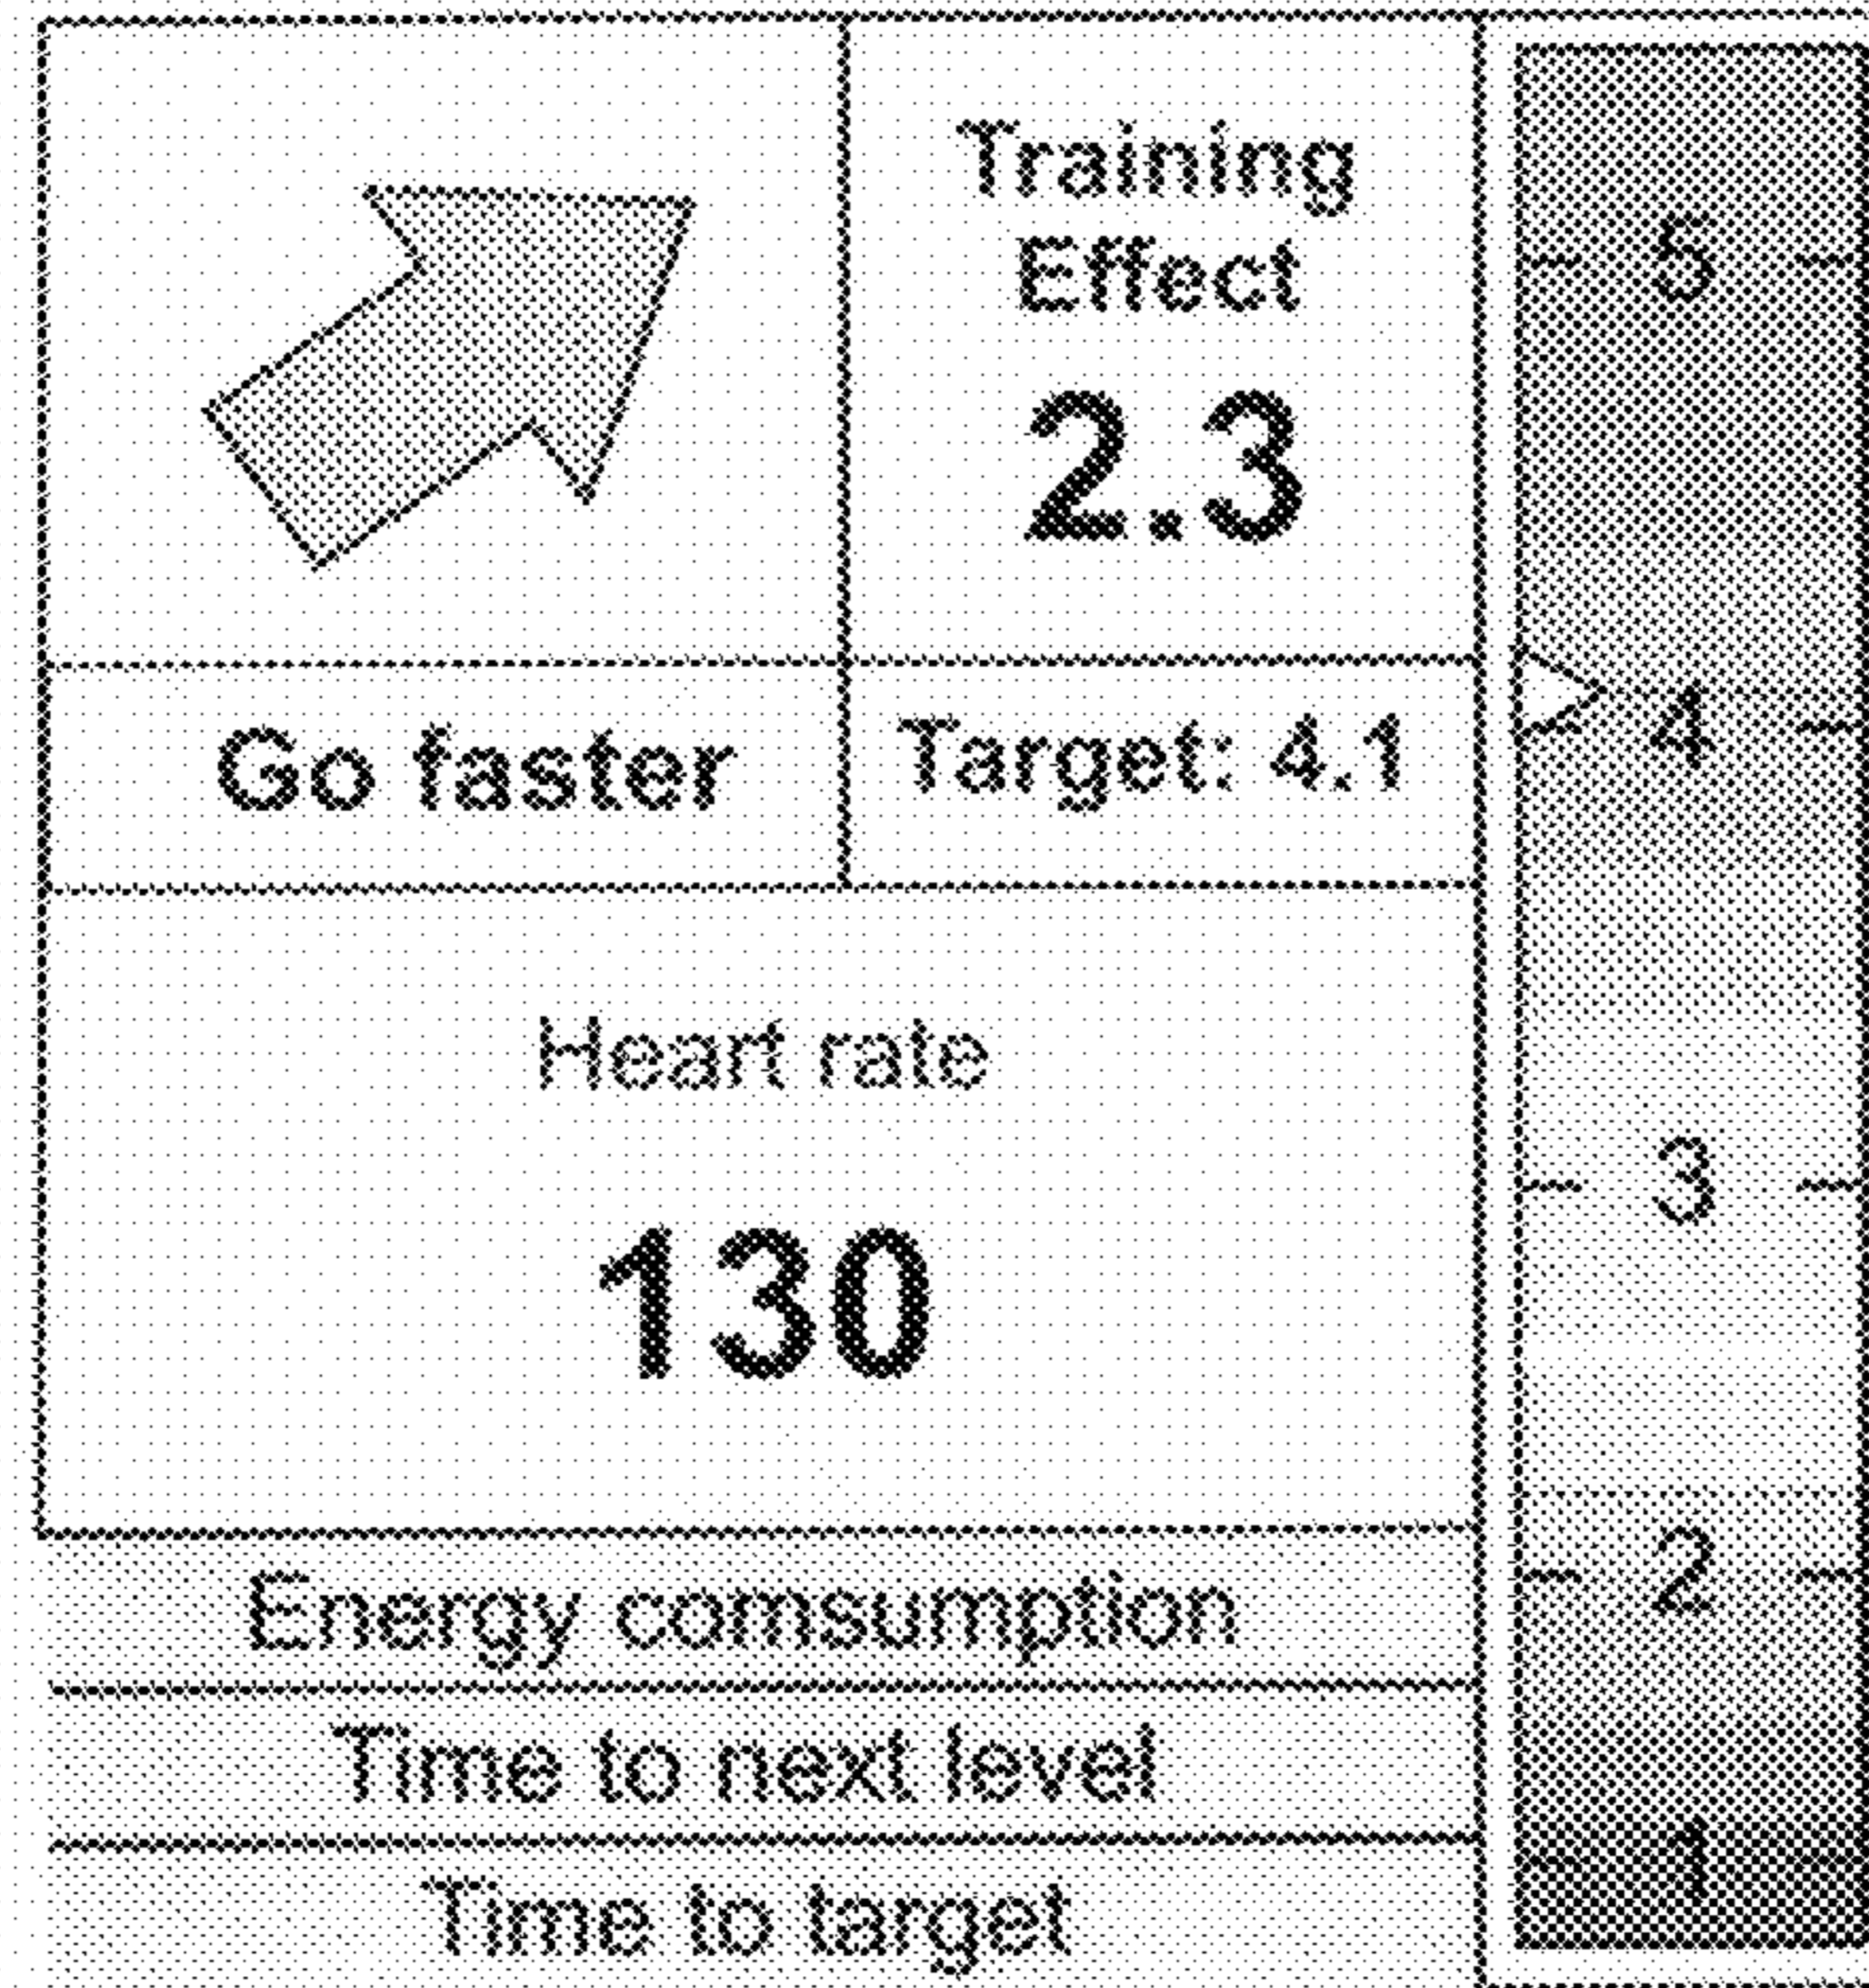 Training
Effect
2.3
Go faster
Target: 4.1
Heart rate
130
Energy comsumption
Time to next level
Time to target
5
4
3
2
1